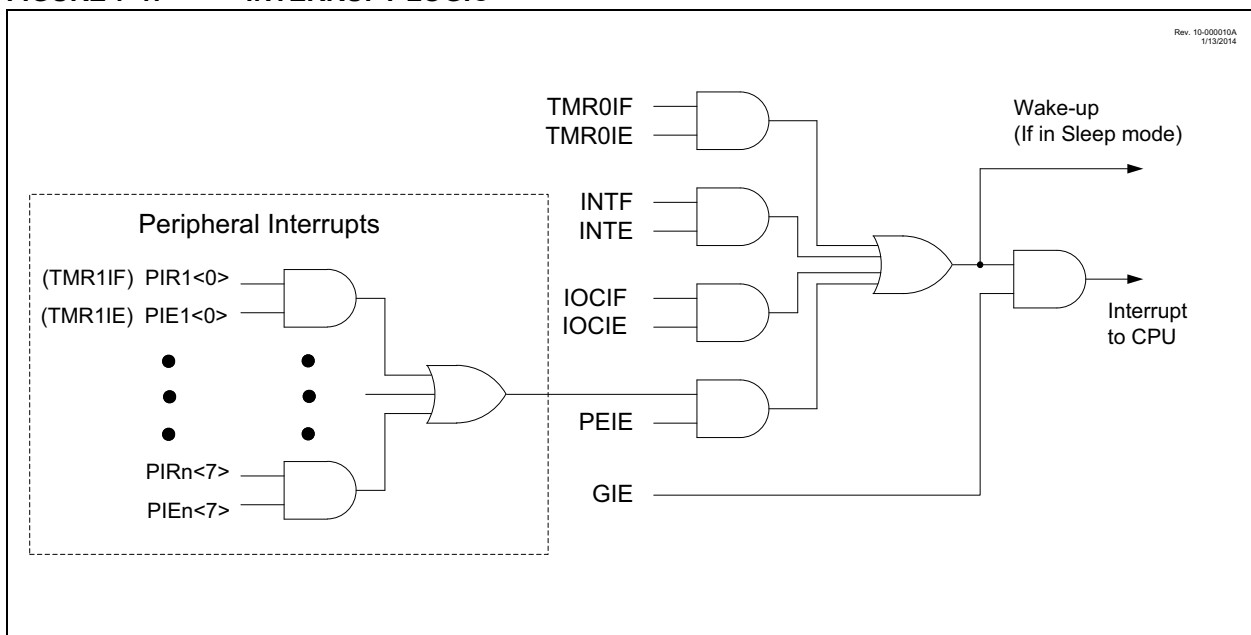 Rev. 10-000010A
1/13/2014
TMR0IF
TMR0IE
Wake-up
(If in Sleep mode)
INTF
INTE
Peripheral Interrupts
(TMR1IF) PIR1<0>
(TMR1IE) PIE1<0>
IOCIF
IOCIE
Interrupt
to CPU
PEIE
PIRn<7>
PIEn<7>
GIE